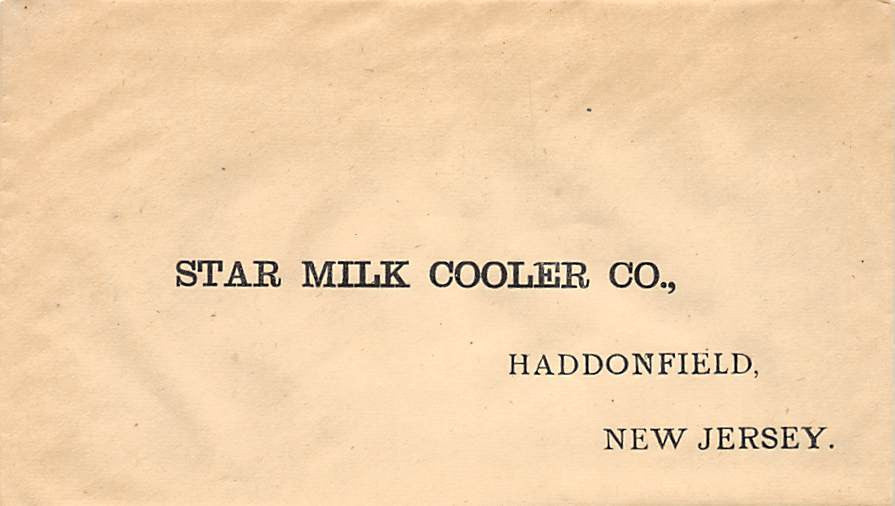 STAR MILK COOLER CO.,
HADDONFIELD,
NEW JERSEY.